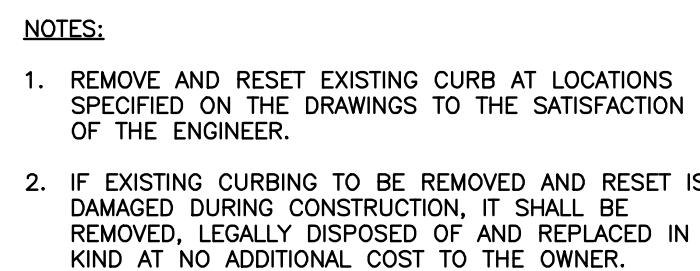 NOTES:
1. REMOVE AND RESET EXISTING CURB AT LOCATIONS
SPECIFIED ON THE DRAWINGS TO THE SATISFACTION
OF THE ENGINEER.
2. IF EXISTING CURBING TO BE REMOVED AND RESET IS
DAMAGED DURING CONSTRUCTION, IT SHALL BE
REMOVED, LEGALLY DISPOSED OF AND REPLACED IN
KIND AT NO ADDITIONAL COST TO THE OWNER.